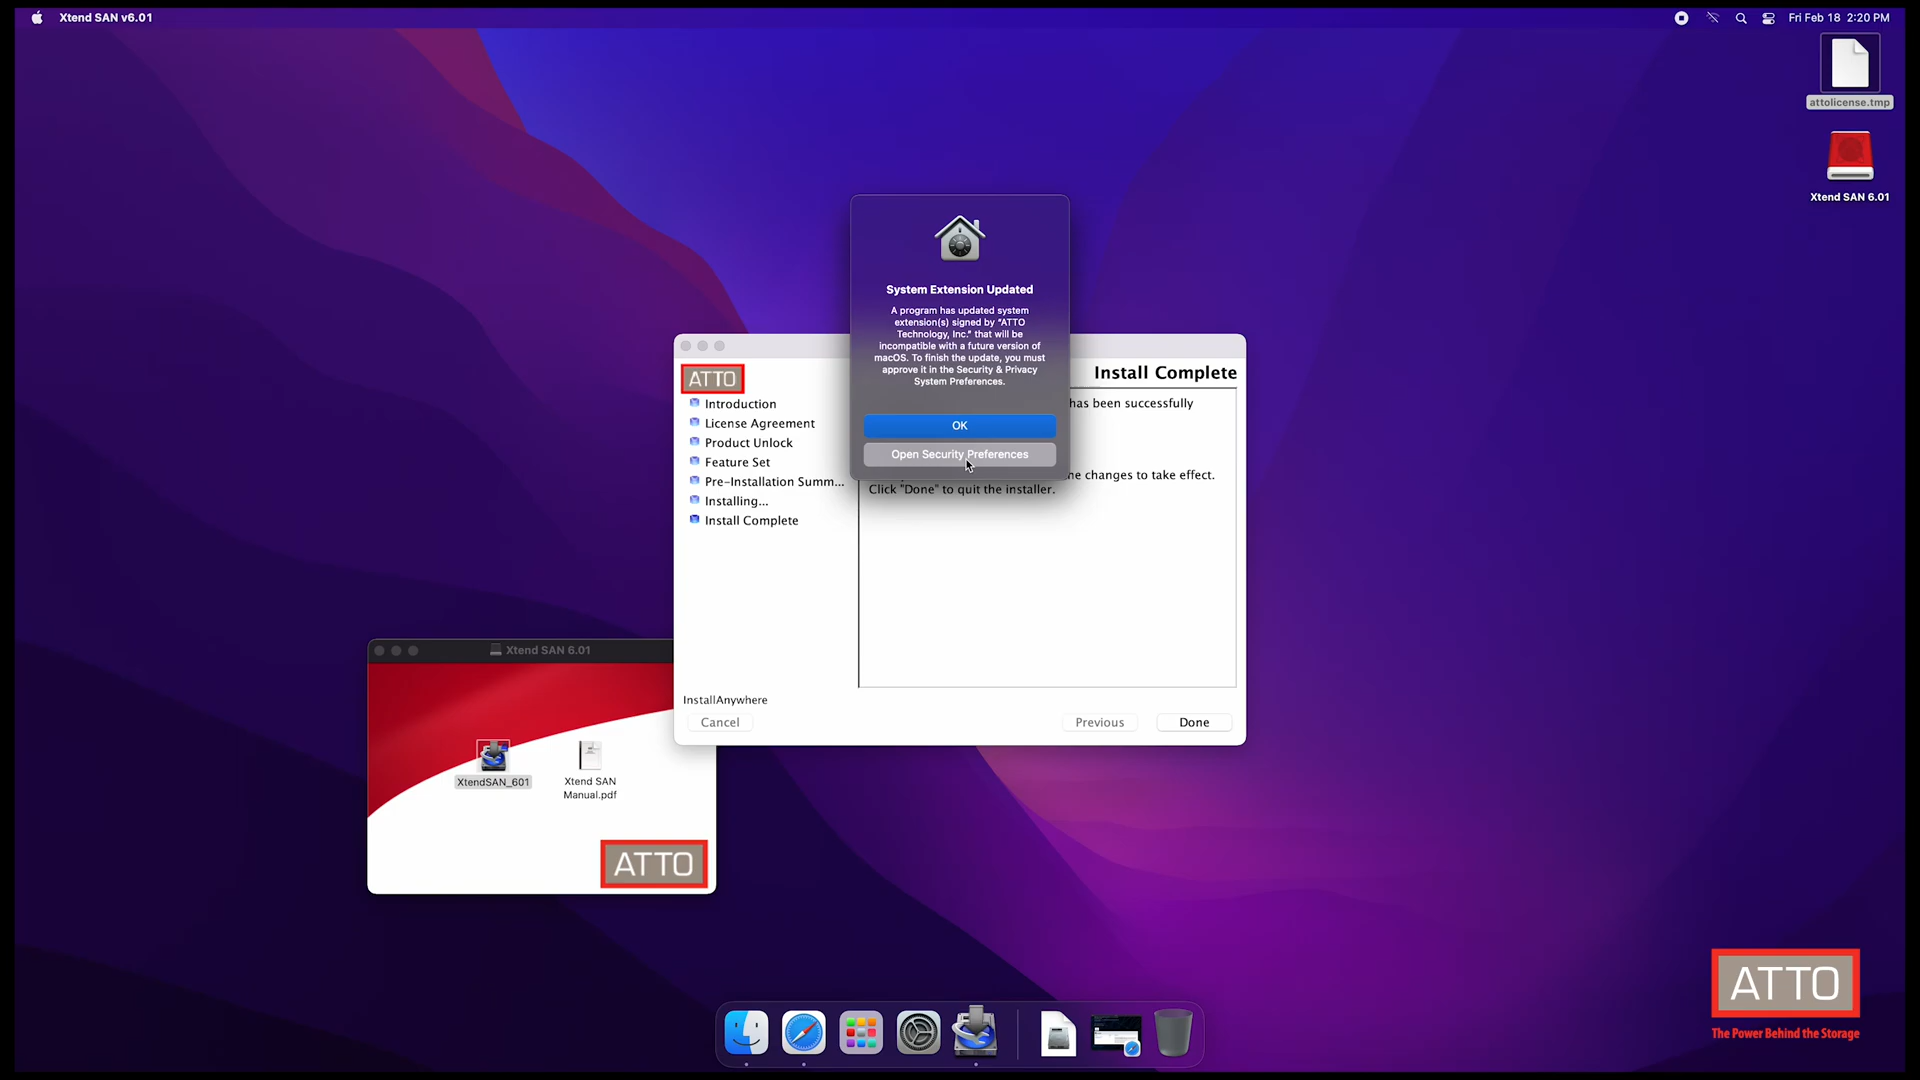 Xtend SAN v6.01
Fri Feb 18 2:20 PM
attolicense.tmp
Xtend SAN 6.01
System Extension Updated
A program has updated system
extension(s) signed by "ATTO
Technology, Inc." that will be
incompatible with a future version of
macOS. To finish the update, you must
approve it in the Security & Privacy
System Preferences.
OK
Open Security Preferences
ATTO
Install Complete
Introduction
License Agreement
Product Unlock
Feature Set
Pre-Installation Summ...
Installing...
Install Complete
has been successfully
he changes to take effect.
Click "Done" to quit the installer.
InstallAnywhere
Cancel
Previous
Done
Xtend SAN 6.01
XtendSAN_601
Xtend SAN
Manual.pdf
ATTO
ATTO
The Power Behind the Storage